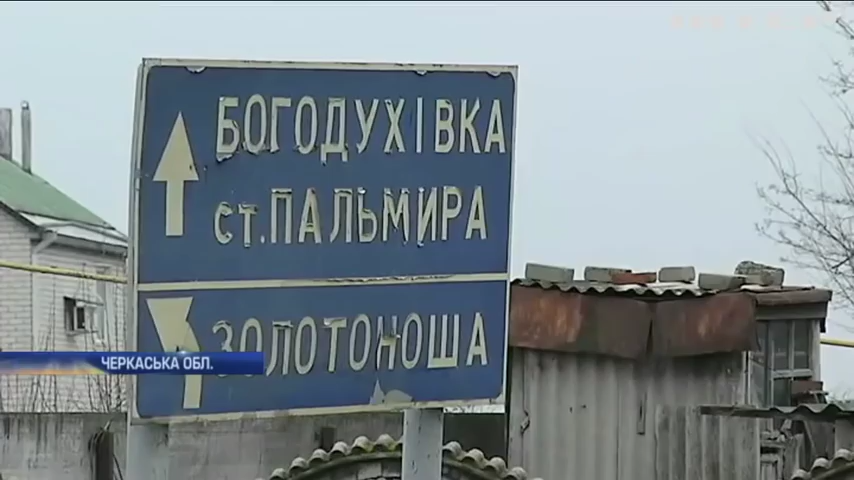 БОГОДУХІВКА
ст. ПАЛЬМИРА
ЗОЛОТОНОША
ЧЕРКАСЬКА ОБЛ.